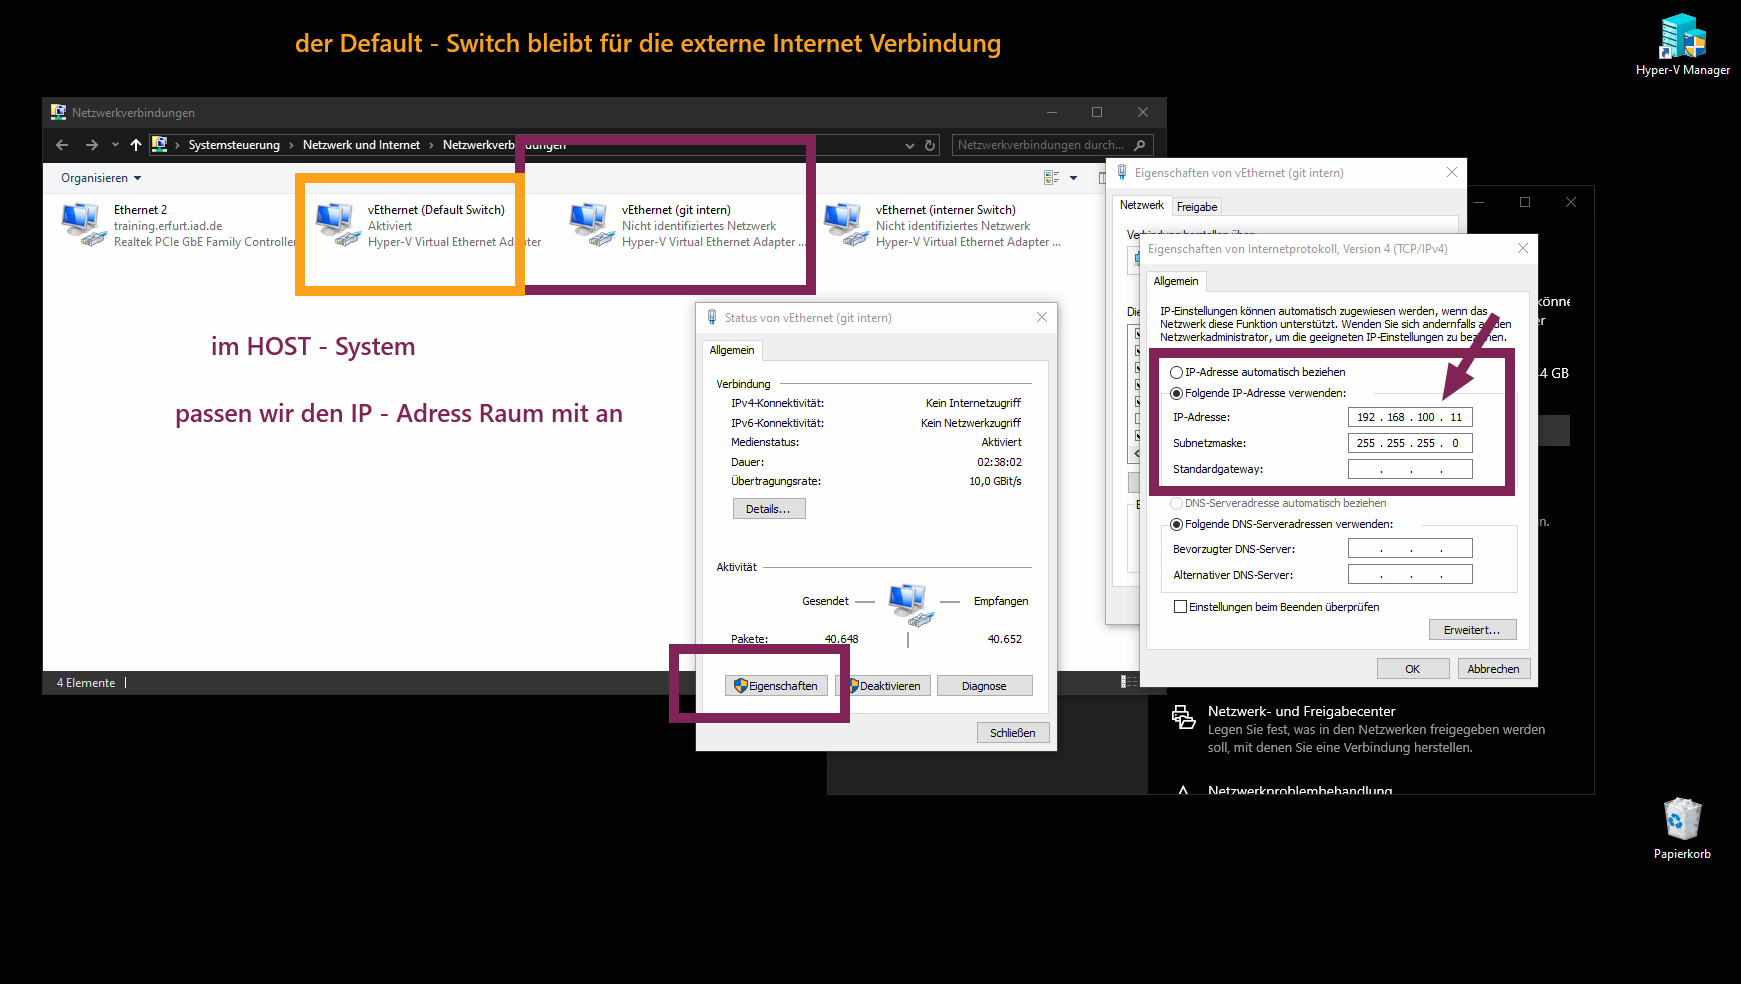 der Default - Switch bleibt für die externe Internet Verbindung
Hyper-V Manager
Netzwerkverbindungen
Systemsteuerung
Netzwerk und Internet
Netzwerkverbindungen
Netzwerkverbindungen durch...
Organisieren
Ethernet 2
training.erfurt.iad.de
Realtek PCIe GbE Family Controller
vEthernet (Default Switch)
Aktiviert
Hyper-V Virtual Ethernet Adapter
vEthernet (git intern)
Nicht identifiziertes Netzwerk
Hyper-V Virtual Ethernet Adapter ...
vEthernet (interner Switch)
Nicht identifiziertes Netzwerk
Hyper-V Virtual Ethernet Adapter ...
im HOST - System
passen wir den IP - Adress Raum mit an
4 Elemente
Status von vEthernet (git intern)
Allgemein
Verbindung
IPv4-Konnektivität: Kein Internetzugriff
IPv6-Konnektivität: Kein Netzwerkzugriff
Medienstatus: Aktiviert
Dauer: 02:38:02
Übertragungsrate: 10,0 GBit/s
Details...
Aktivität
Gesendet
Empfangen
Pakete: 40.648 40.652
Eigenschaften
Deaktivieren
Diagnose
Schließen
Eigenschaften von vEthernet (git intern)
Netzwerk
Freigabe
Eigenschaften von Internetprotokoll, Version 4 (TCP/IPv4)
Allgemein
IP-Einstellungen können automatisch zugewiesen werden, wenn das
Netzwerk diese Funktion unterstützt. Wenden Sie sich andernfalls an den
Netzwerkadministrator, um die geeigneten IP-Einstellungen zu beziehen.
IP-Adresse automatisch beziehen
Folgende IP-Adresse verwenden:
IP-Adresse: 192 . 168 . 100 . 11
Subnetzmaske: 255 . 255 . 255 . 0
Standardgateway: . . .
DNS-Serveradresse automatisch beziehen
Folgende DNS-Serveradressen verwenden:
Bevorzugter DNS-Server: . . .
Alternativer DNS-Server: . . .
Einstellungen beim Beenden überprüfen
Erweitert...
OK
Abbrechen
Netzwerk- und Freigabecenter
Legen Sie fest, was in den Netzwerken freigegeben werden
soll, mit denen Sie eine Verbindung herstellen.
Netzwerkproblembehandlung
Papierkorb